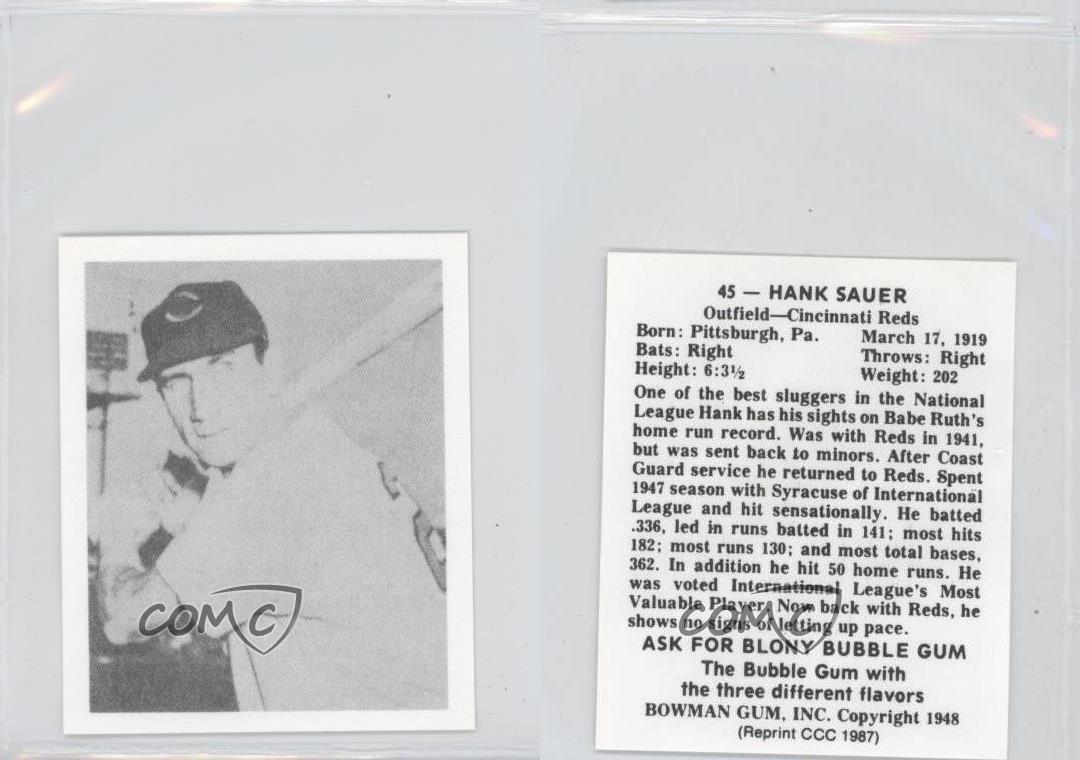 COMC
45 — HANK SAUER
Outfield—Cincinnati Reds
Born: Pittsburgh, Pa. March 17, 1919
Bats: Right Throws: Right
Height: 6:3½ Weight: 202
One of the best sluggers in the National
League Hank has his sights on Babe Ruth's
home run record. Was with Reds in 1941,
but was sent back to minors. After Coast
Guard service he returned to Reds. Spent
1947 season with Syracuse of International
League and hit sensationally. He batted
.336, led in runs batted in 141; most hits
182; most runs 130; and most total bases,
362. In addition he hit 50 home runs. He
was voted International League's Most
Valuable Player. Now back with Reds, he
shows no signs of letting up pace.
COMC
ASK FOR BLONY BUBBLE GUM
The Bubble Gum with
the three different flavors
BOWMAN GUM, INC. Copyright 1948
(Reprint CCC 1987)